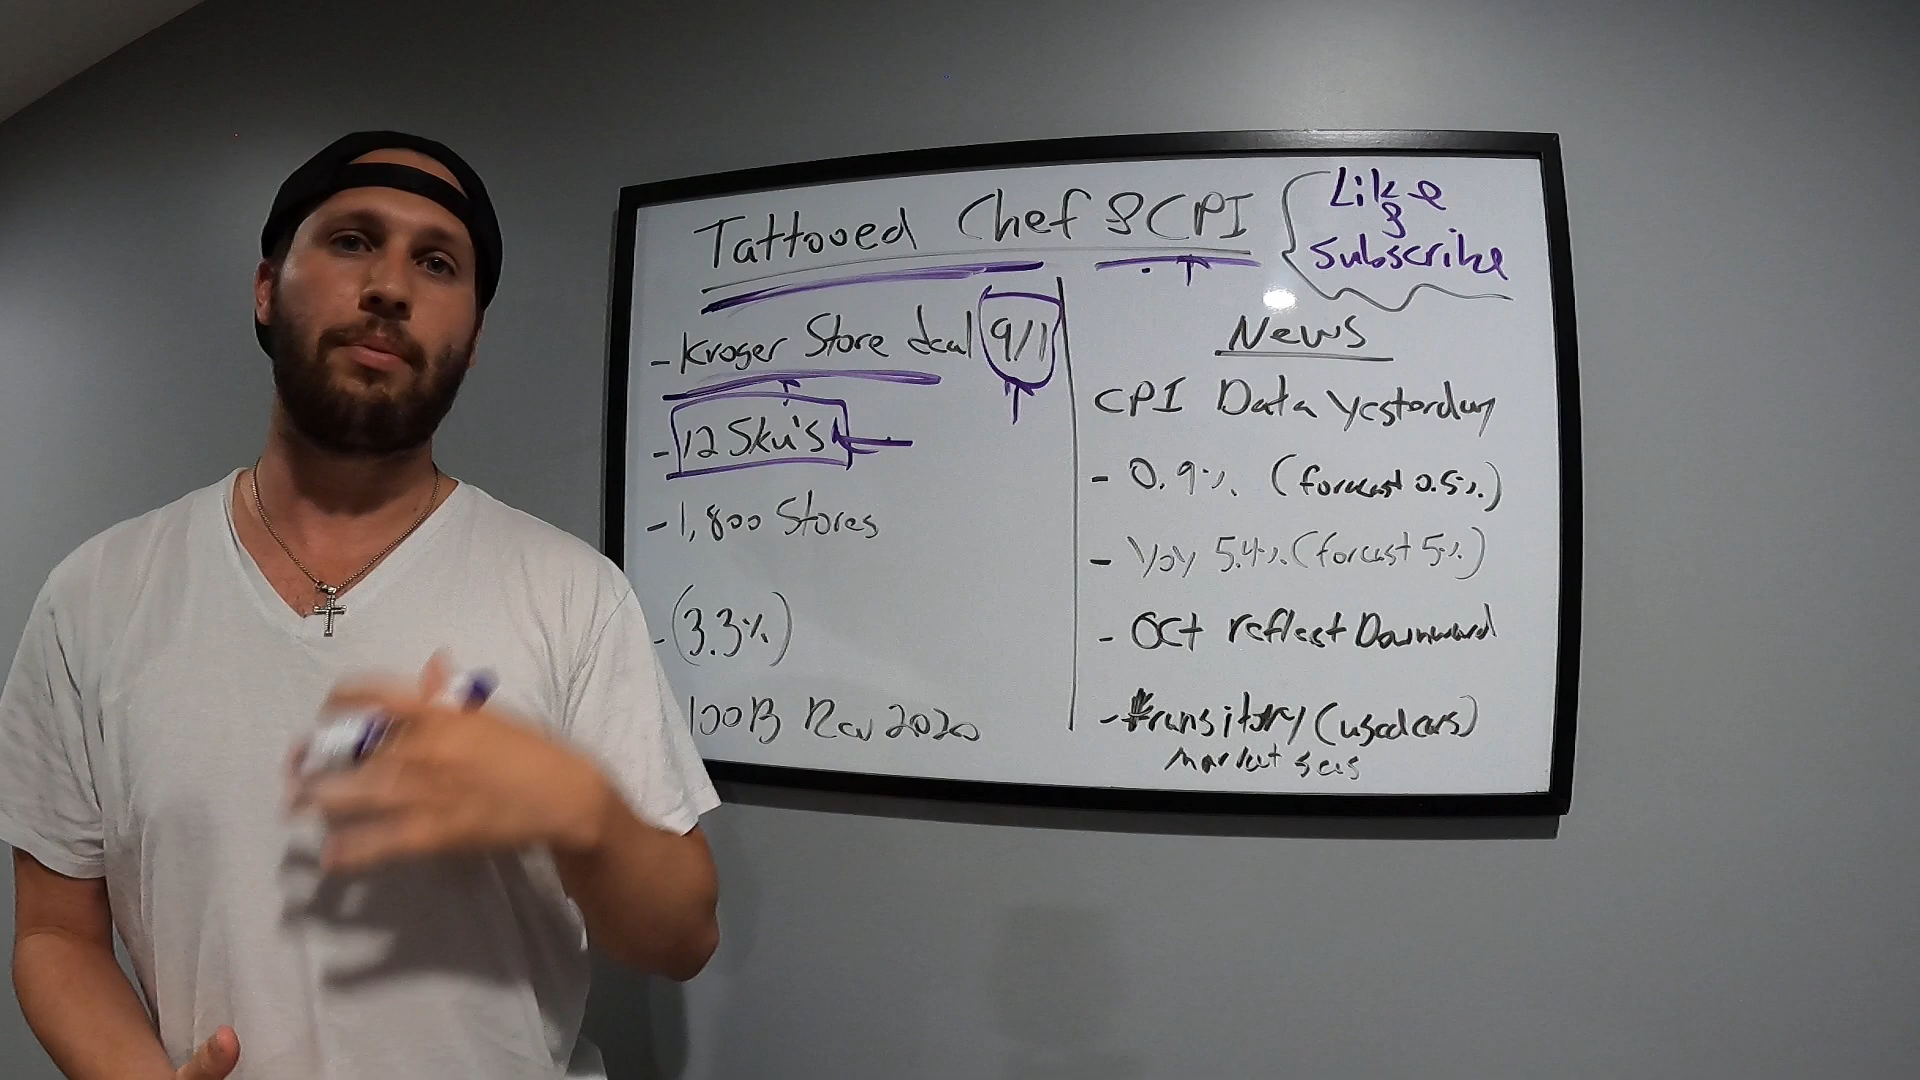 Tattooed Chef & CPI
Like
&
Subscribe
- Kroger Store deal 9/1
- 12 Sku's
- 1,800 Stores
- (3.3%)
100B Rev 2020
News
CPI Data Yesterday
- 0.9%. (forcast 0.5%.)
- YoY 5.4%. (forcast 5%.)
- Oct reflect Downward
- transitory (used cars)
market sees